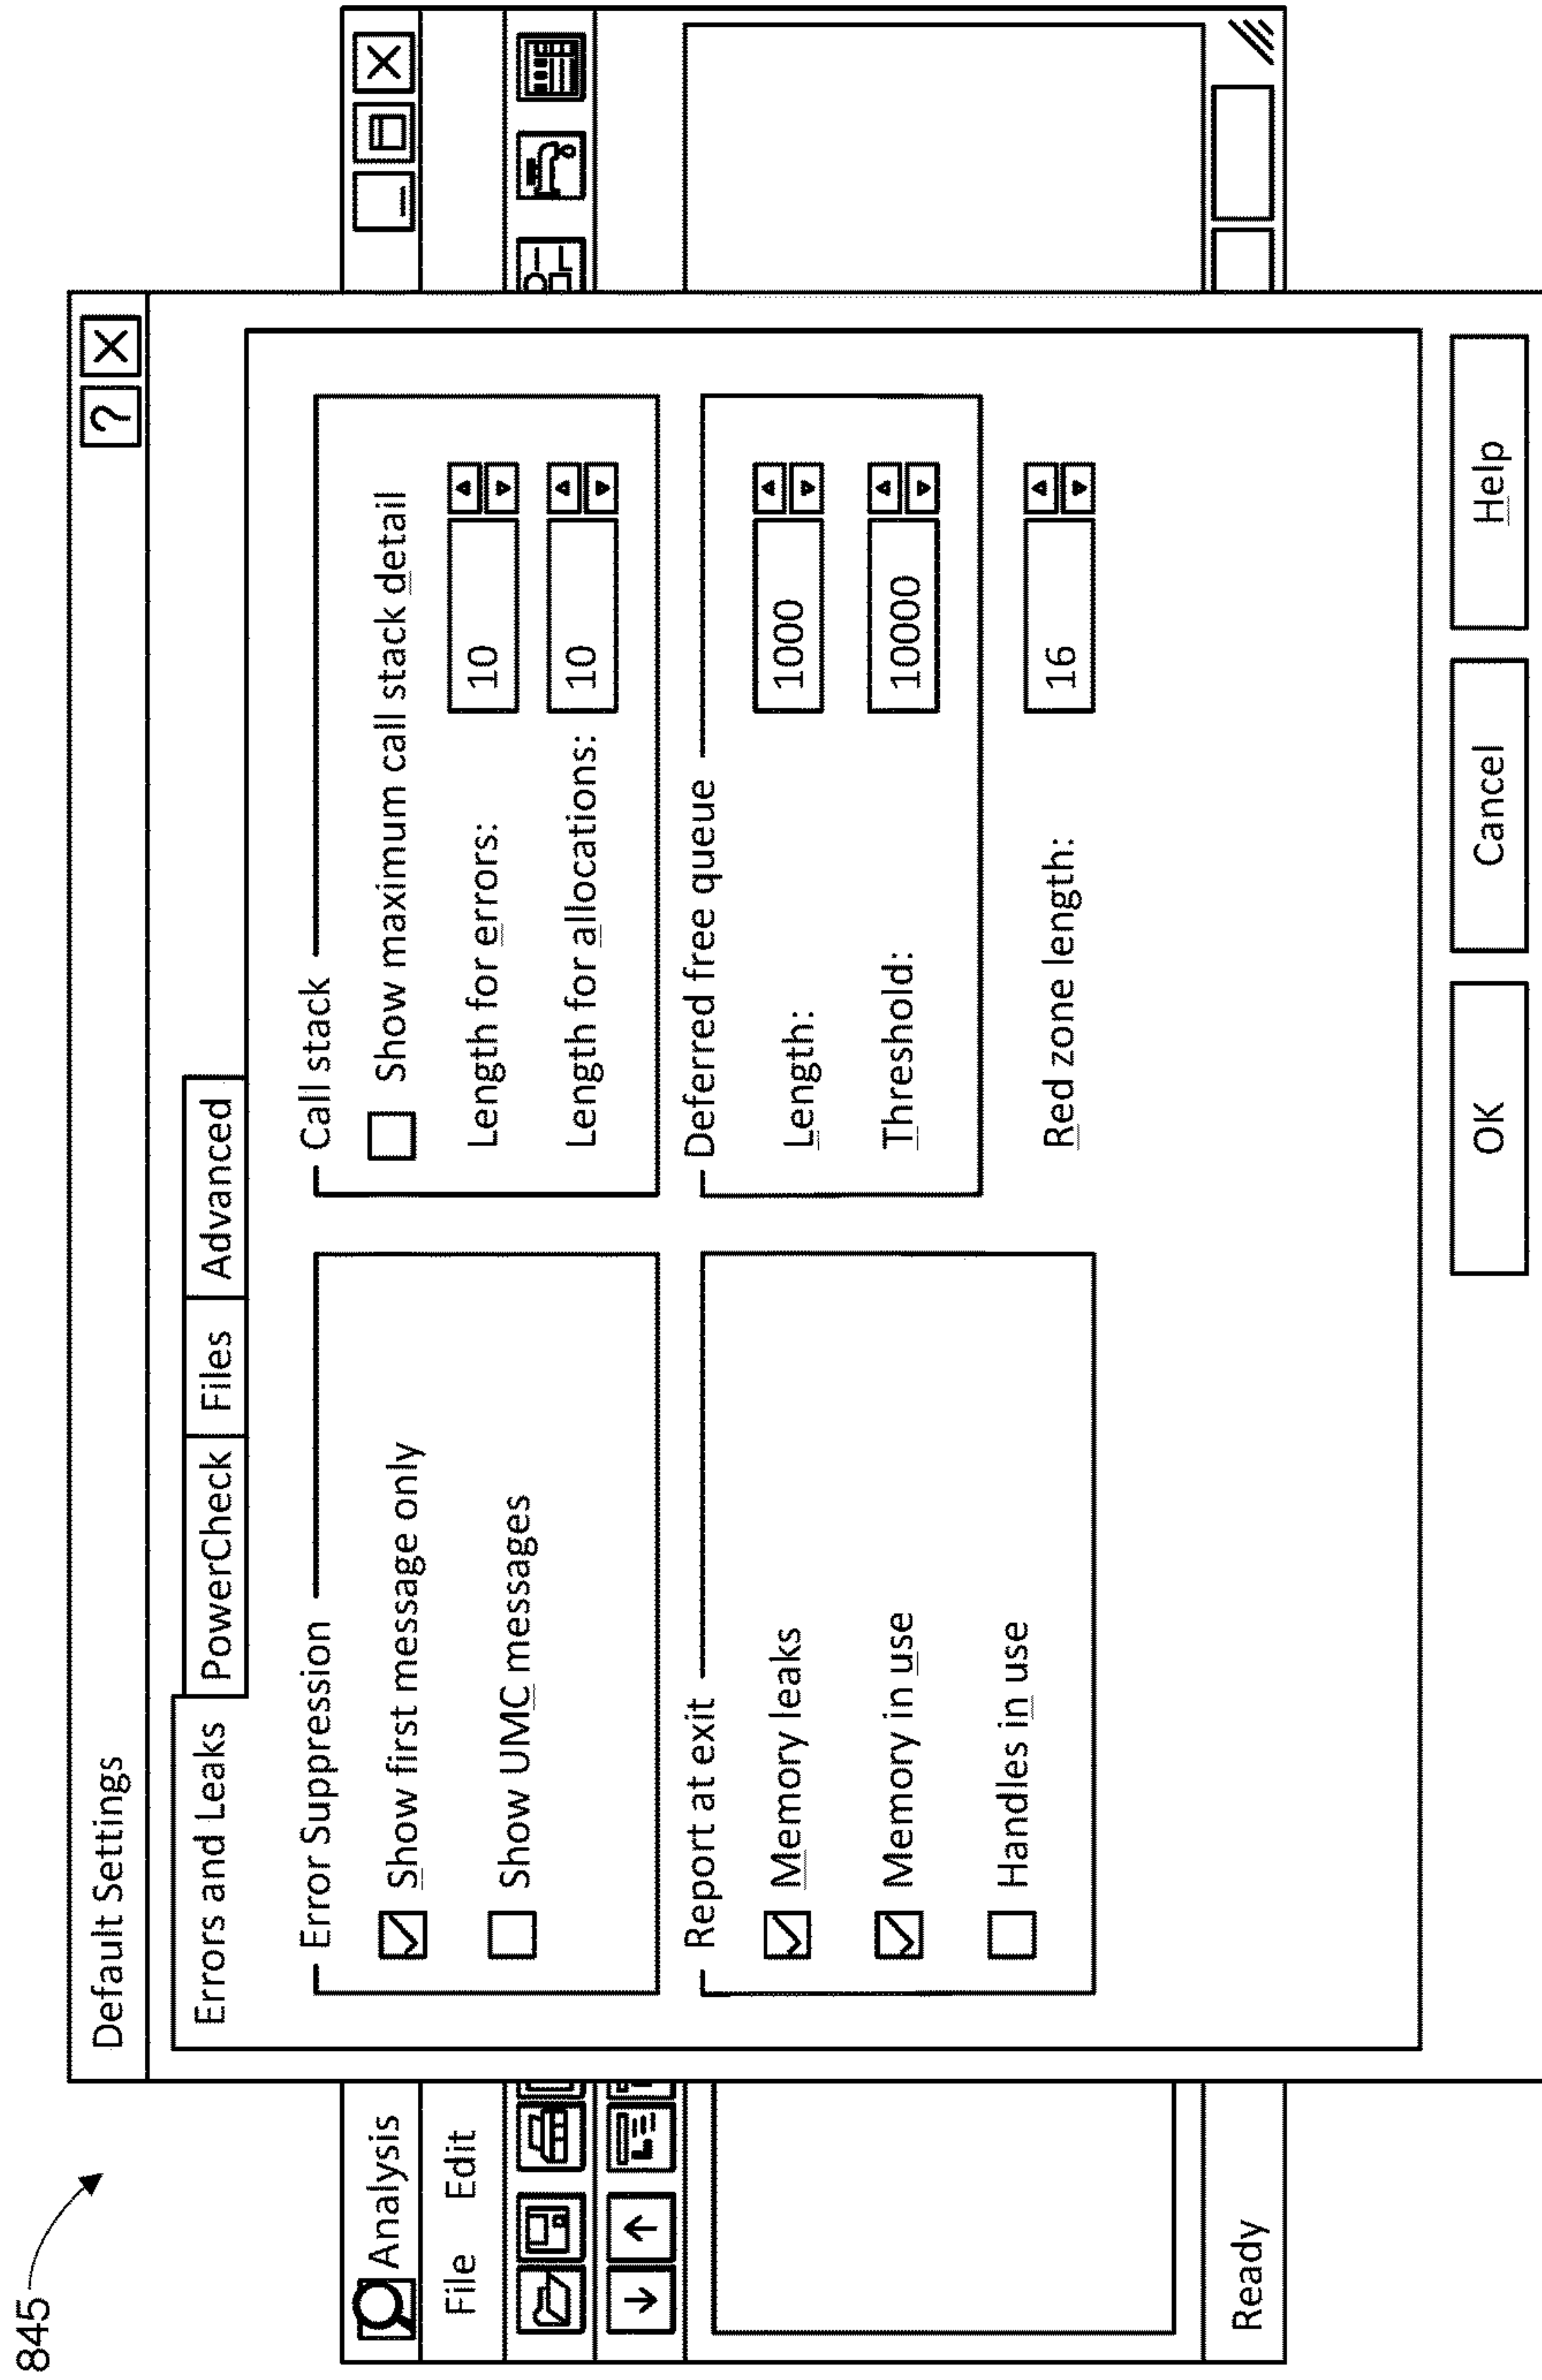 845
Default Settings
?
Errors and Leaks
PowerCheck
Files
Advanced
Error Suppression
Show first message only
Show UMC messages
Call stack
Show maximum call stack detail
Length for errors: 10
Length for allocations: 10
Report at exit
Memory leaks
Memory in use
Handles in use
Deferred free queue
Length: 1000
Threshold: 10000
Red zone length: 16
OK
Cancel
Help
Analysis
File Edit
Ready